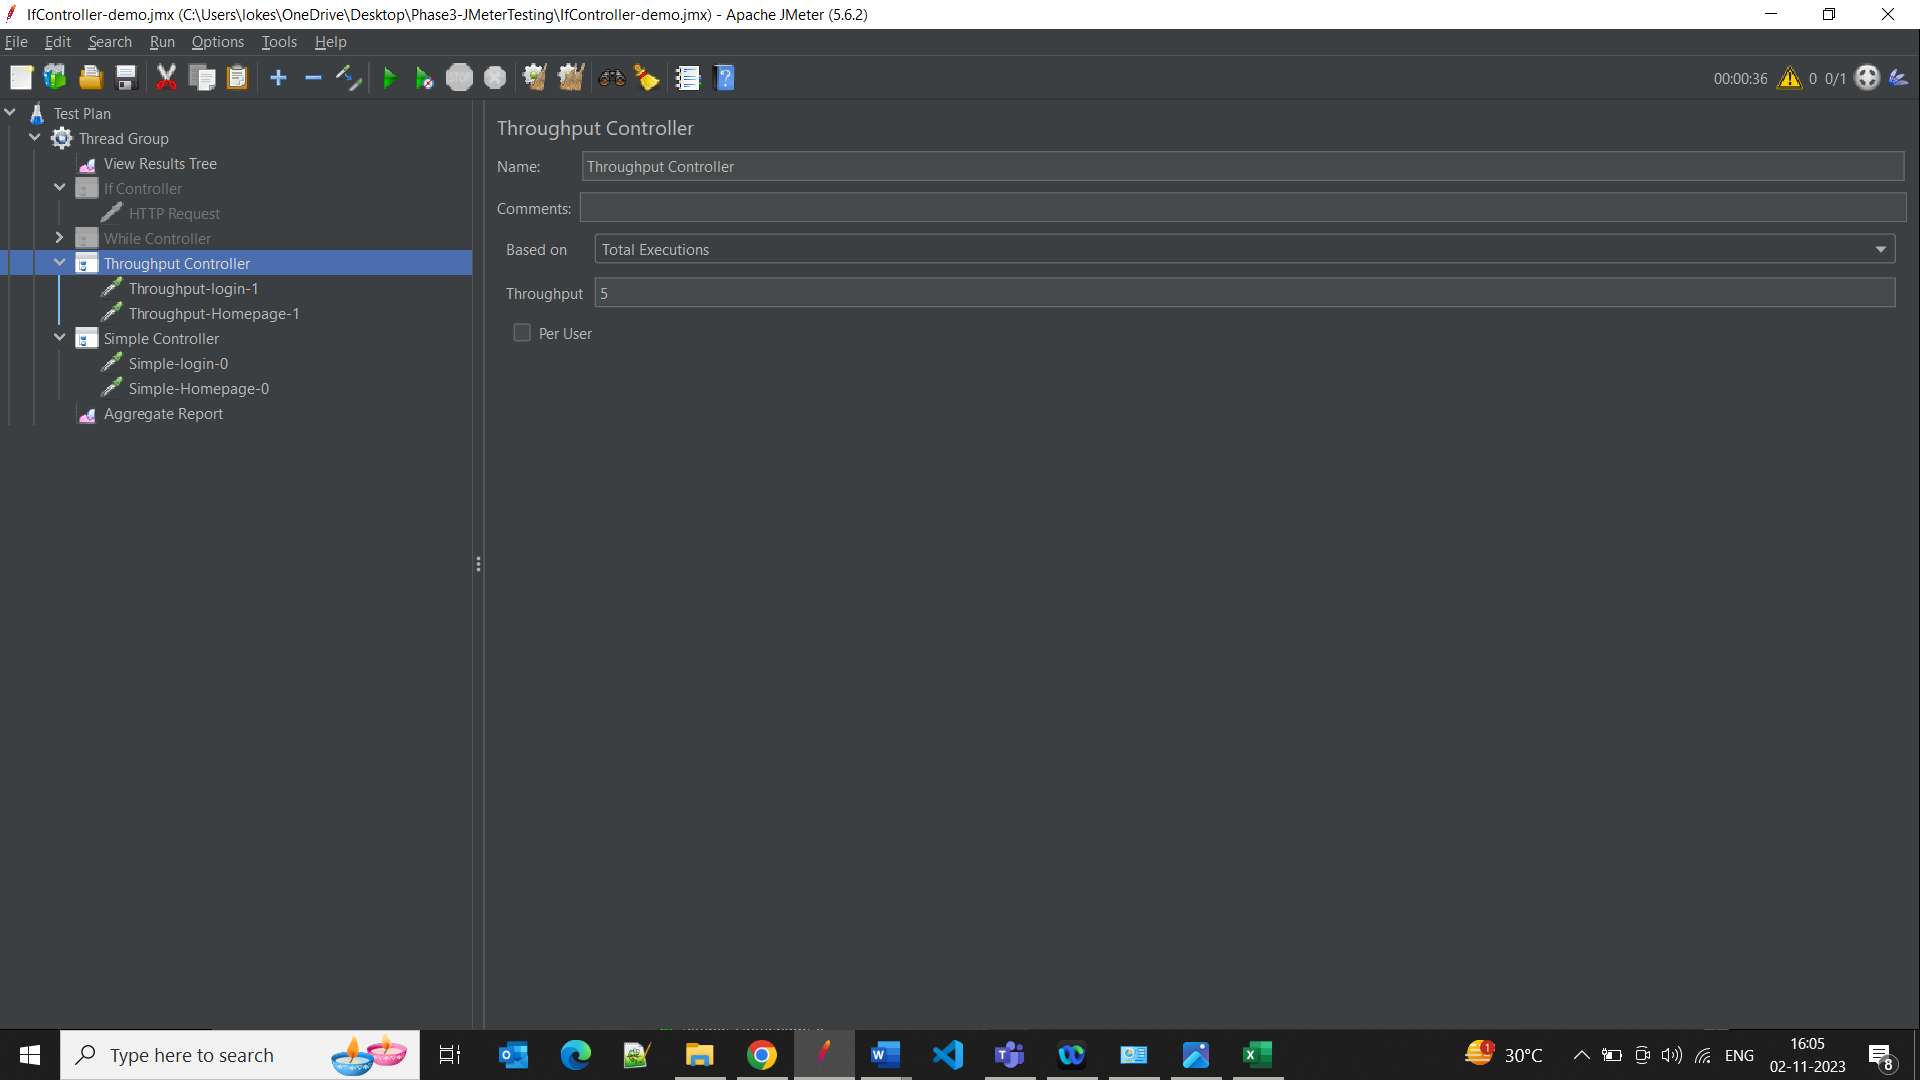 IfController-demo.jmx (C:\Users\lokes\OneDrive\Desktop\Phase3-JMeterTesting\IfController-demo.jmx) - Apache JMeter (5.6.2)
File Edit Search Run Options Tools Help
STOP
00:00:36 0 0/1
Test Plan
Thread Group
View Results Tree
If Controller
HTTP Request
While Controller
Throughput Controller
Throughput-login-1
Throughput-Homepage-1
Simple Controller
Simple-login-0
Simple-Homepage-0
Aggregate Report
Throughput Controller
Name: Throughput Controller
Comments:
Based on Total Executions
Throughput 5
Per User
Type here to search
1 30°C ENG
16:05
02-11-2023
8